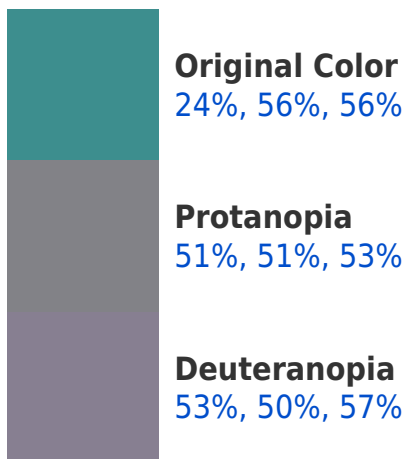 Original Color
24%, 56%, 56%
Protanopia
51%, 51%, 53%
Deuteranopia
53%, 50%, 57%